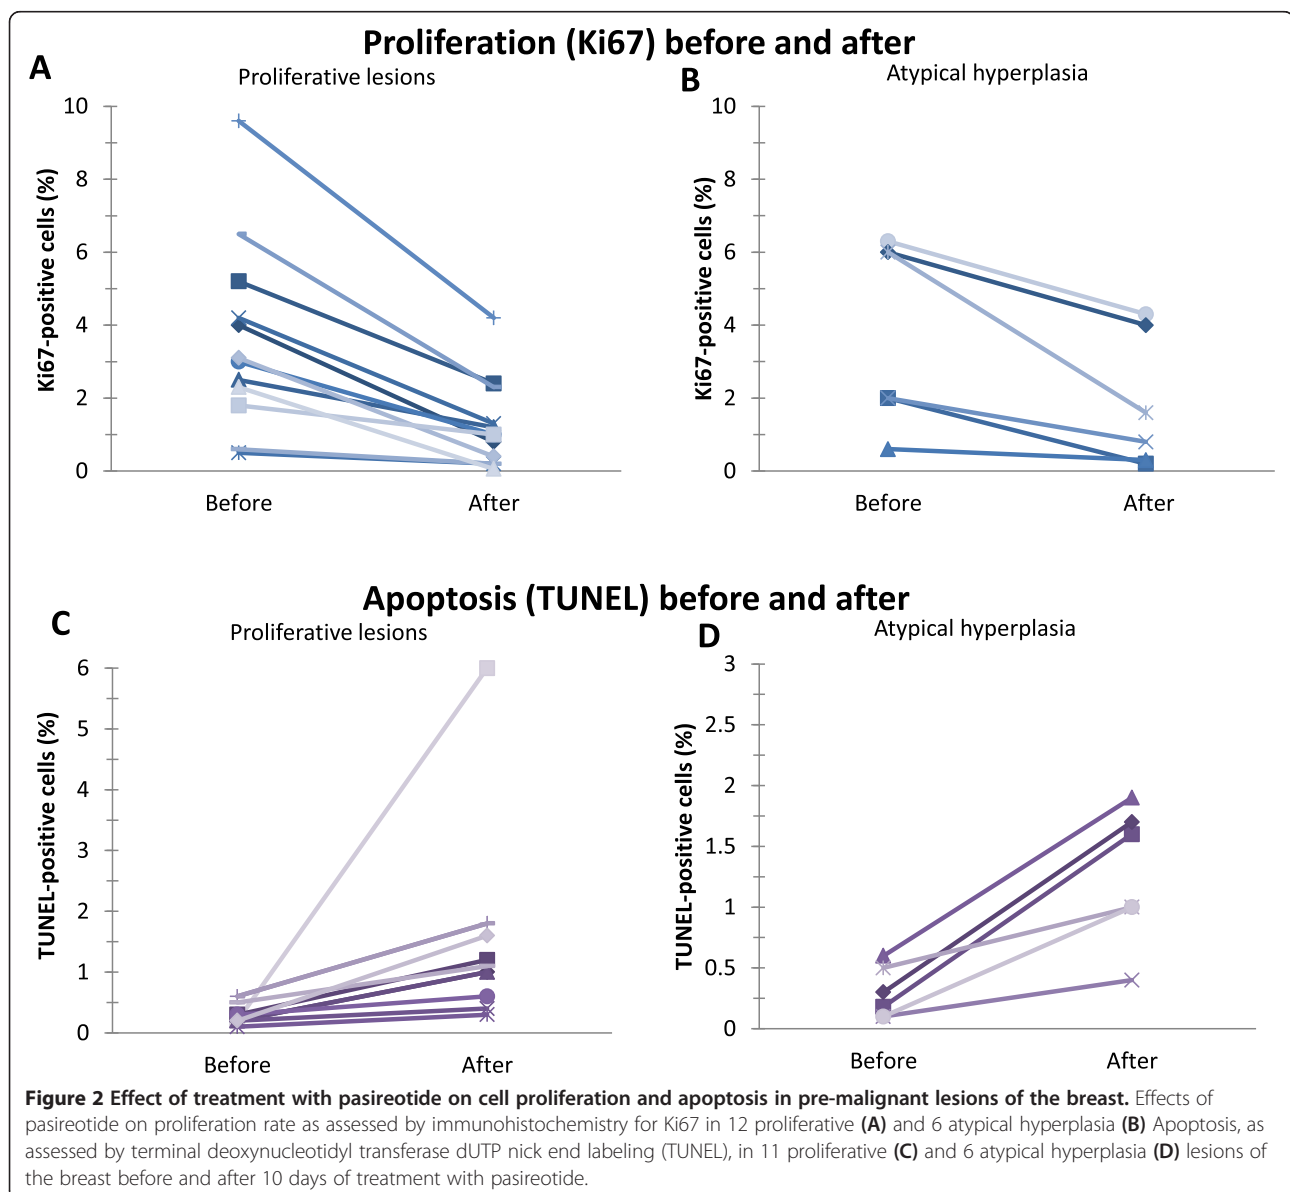 Proliferation (Ki67) before and after
A
Proliferative lesions
Ki67-positive cells (%)
10
8
6
4
2
0
Before
After
B
Atypical hyperplasia
Ki67-positive cells (%)
10
8
6
4
2
0
Before
After
Apoptosis (TUNEL) before and after
C
Proliferative lesions
TUNEL-positive cells (%)
6
5
4
3
2
1
0
Before
After
D
Atypical hyperplasia
TUNEL-positive cells (%)
3
2.5
2
1.5
1
0.5
0
Before
After
Figure 2 Effect of treatment with pasireotide on cell proliferation and apoptosis in pre-malignant lesions of the breast. Effects of
pasireotide on proliferation rate as assessed by immunohistochemistry for Ki67 in 12 proliferative (A) and 6 atypical hyperplasia (B) Apoptosis, as
assessed by terminal deoxynucleotidyl transferase dUTP nick end labeling (TUNEL), in 11 proliferative (C) and 6 atypical hyperplasia (D) lesions of
the breast before and after 10 days of treatment with pasireotide.